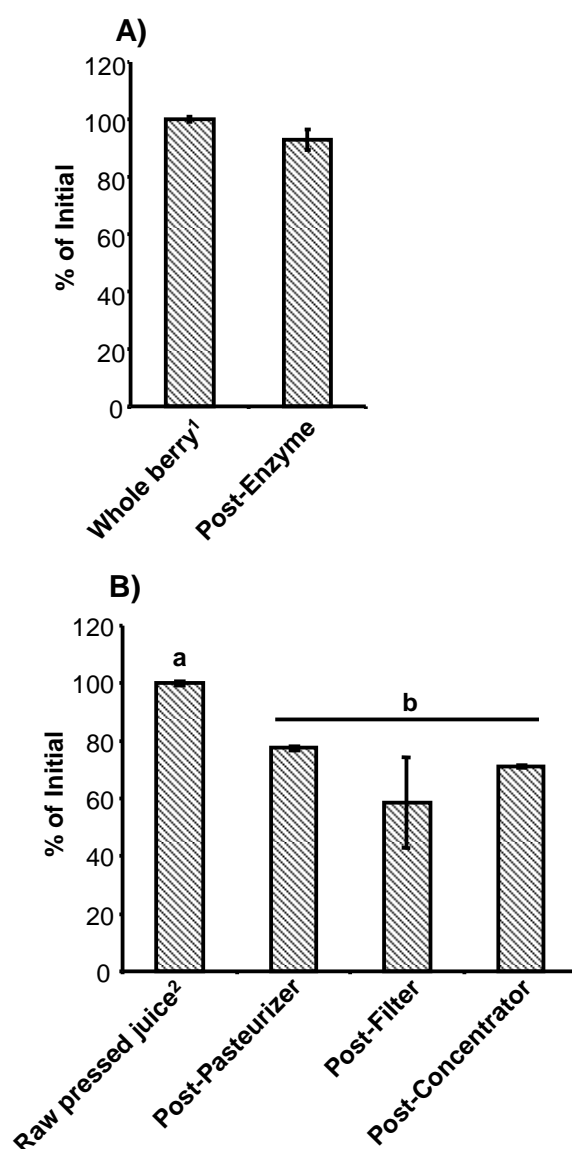 A)
% of Initial
120
100
80
60
40
20
0
Whole berry¹
Post-Enzyme
B)
% of Initial
120
100
80
60
40
20
0
a
b
Raw pressed juice²
Post-Pasteurizer
Post-Filter
Post-Concentrator